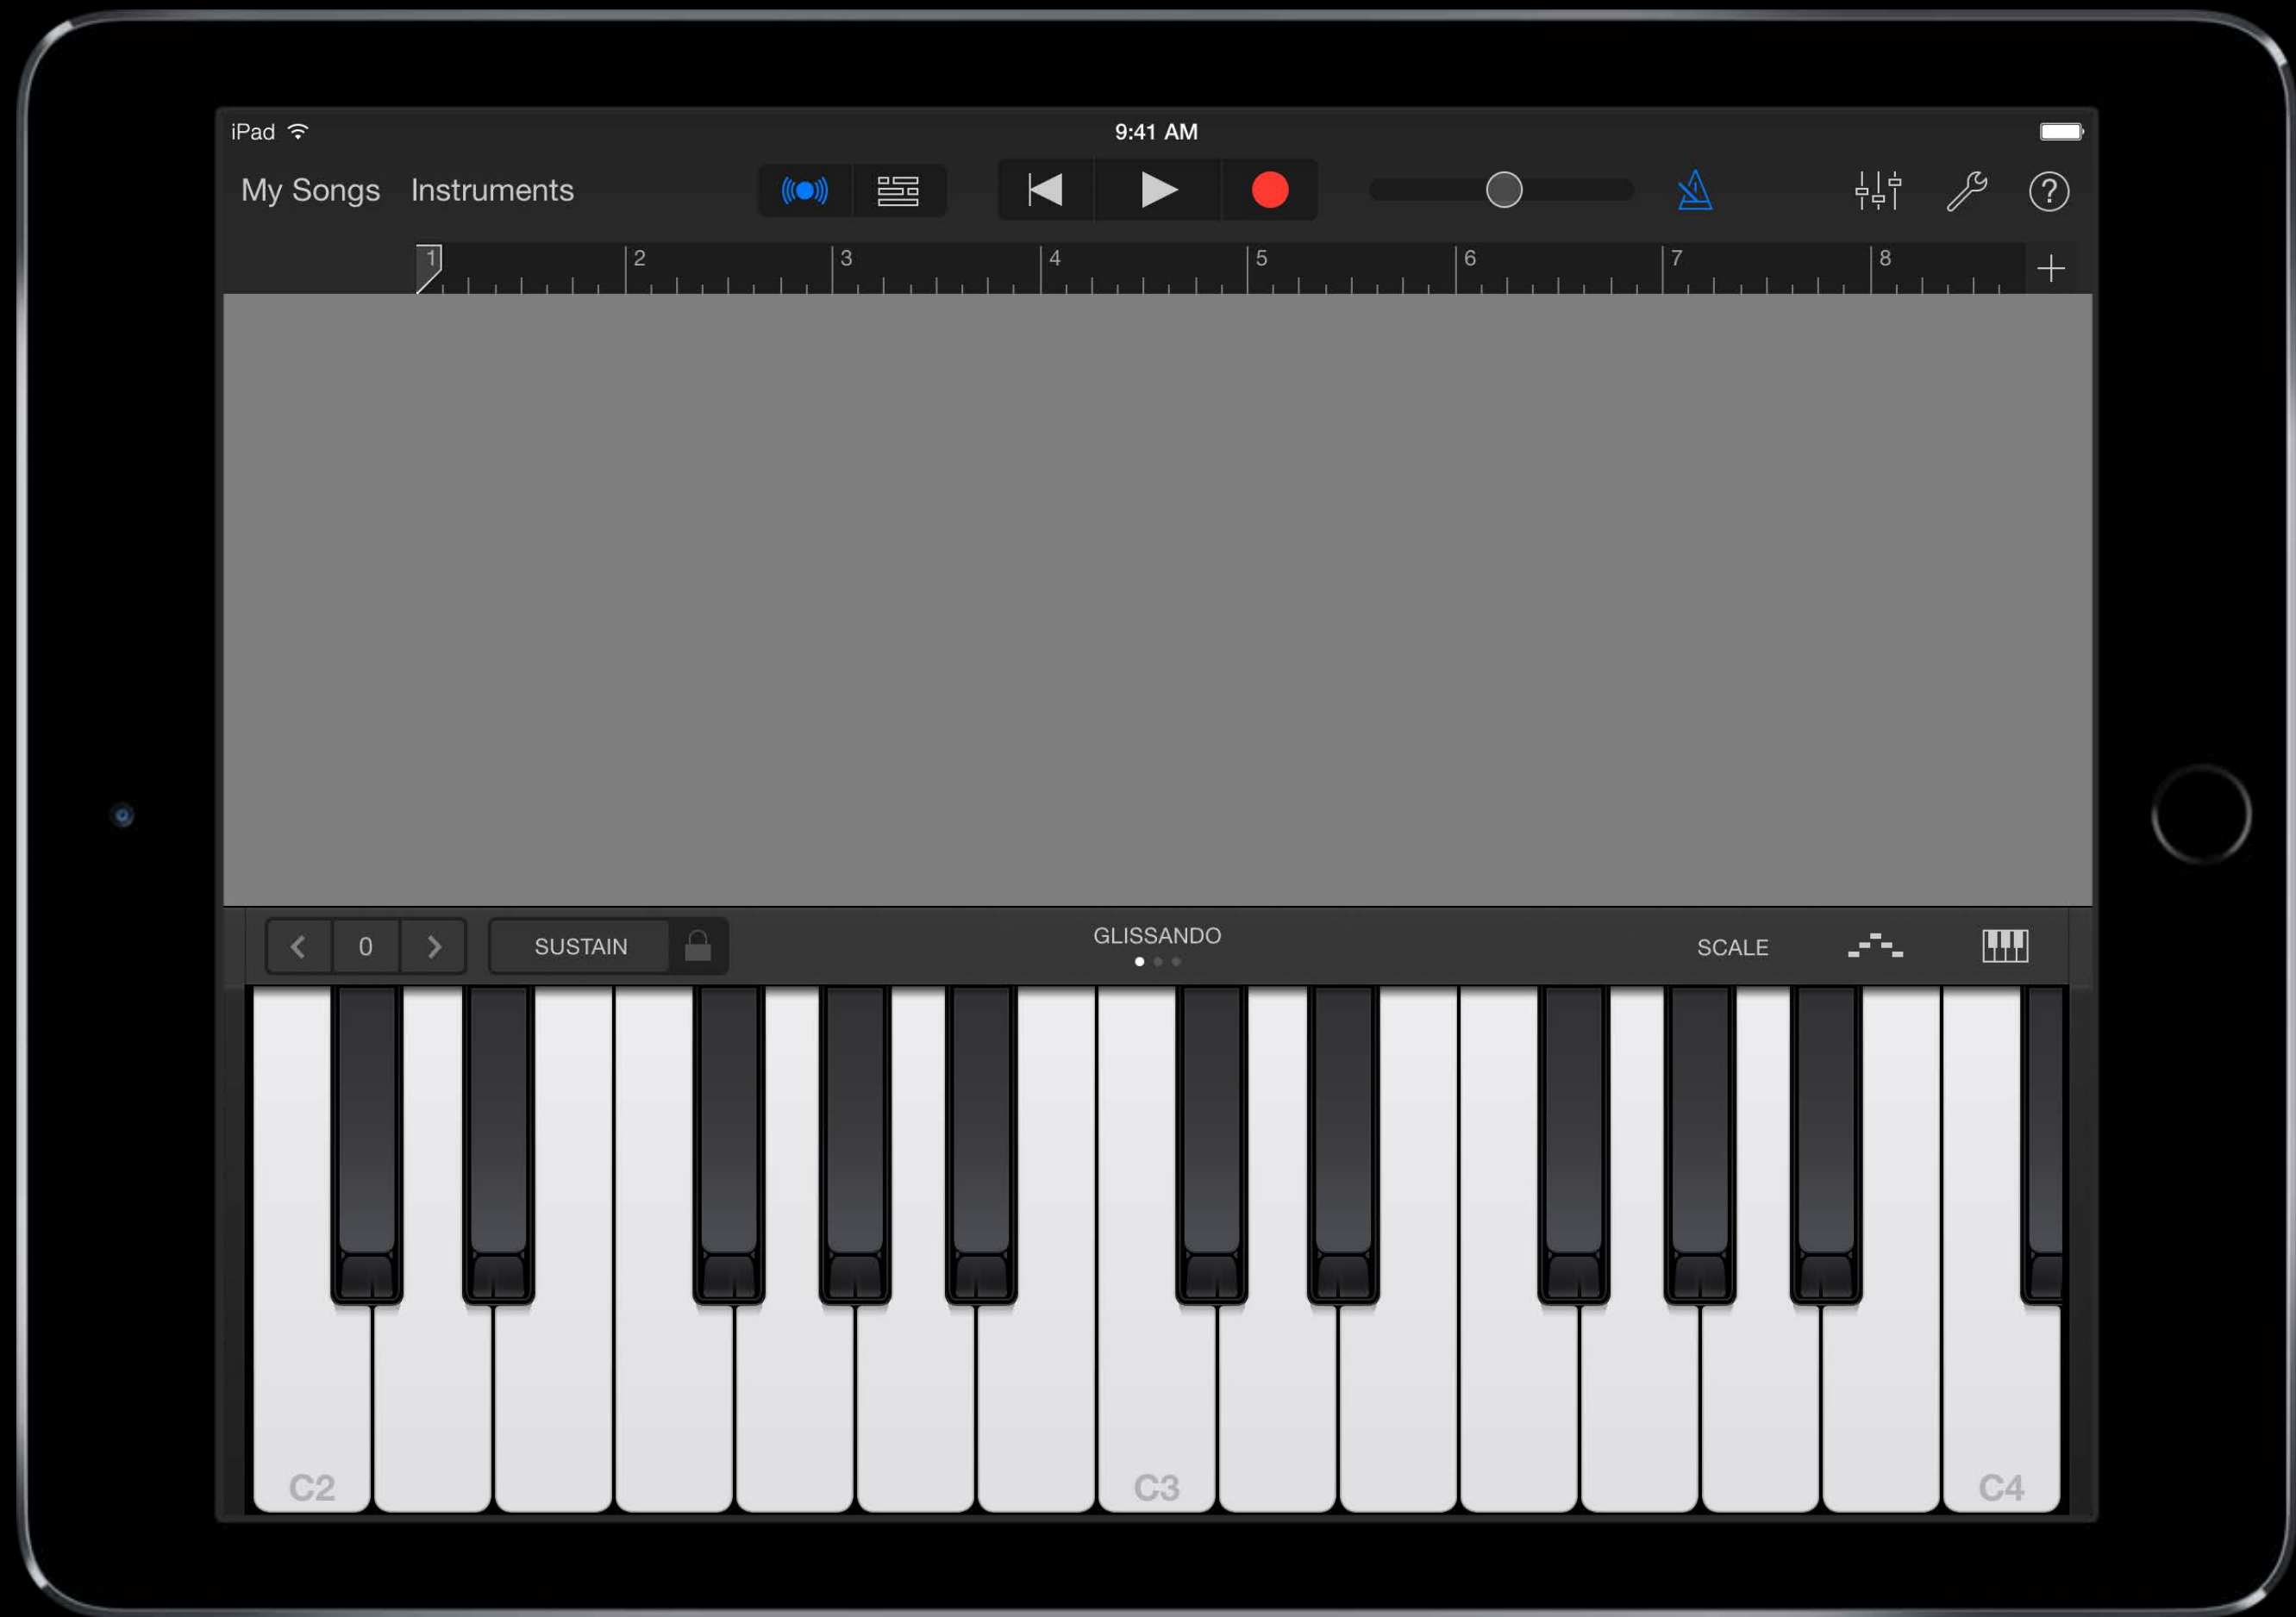 iPad 9:41 AM
My Songs Instruments
1 2 3 4 5 6 7 8
0 SUSTAIN GLISSANDO SCALE
C2 C3 C4